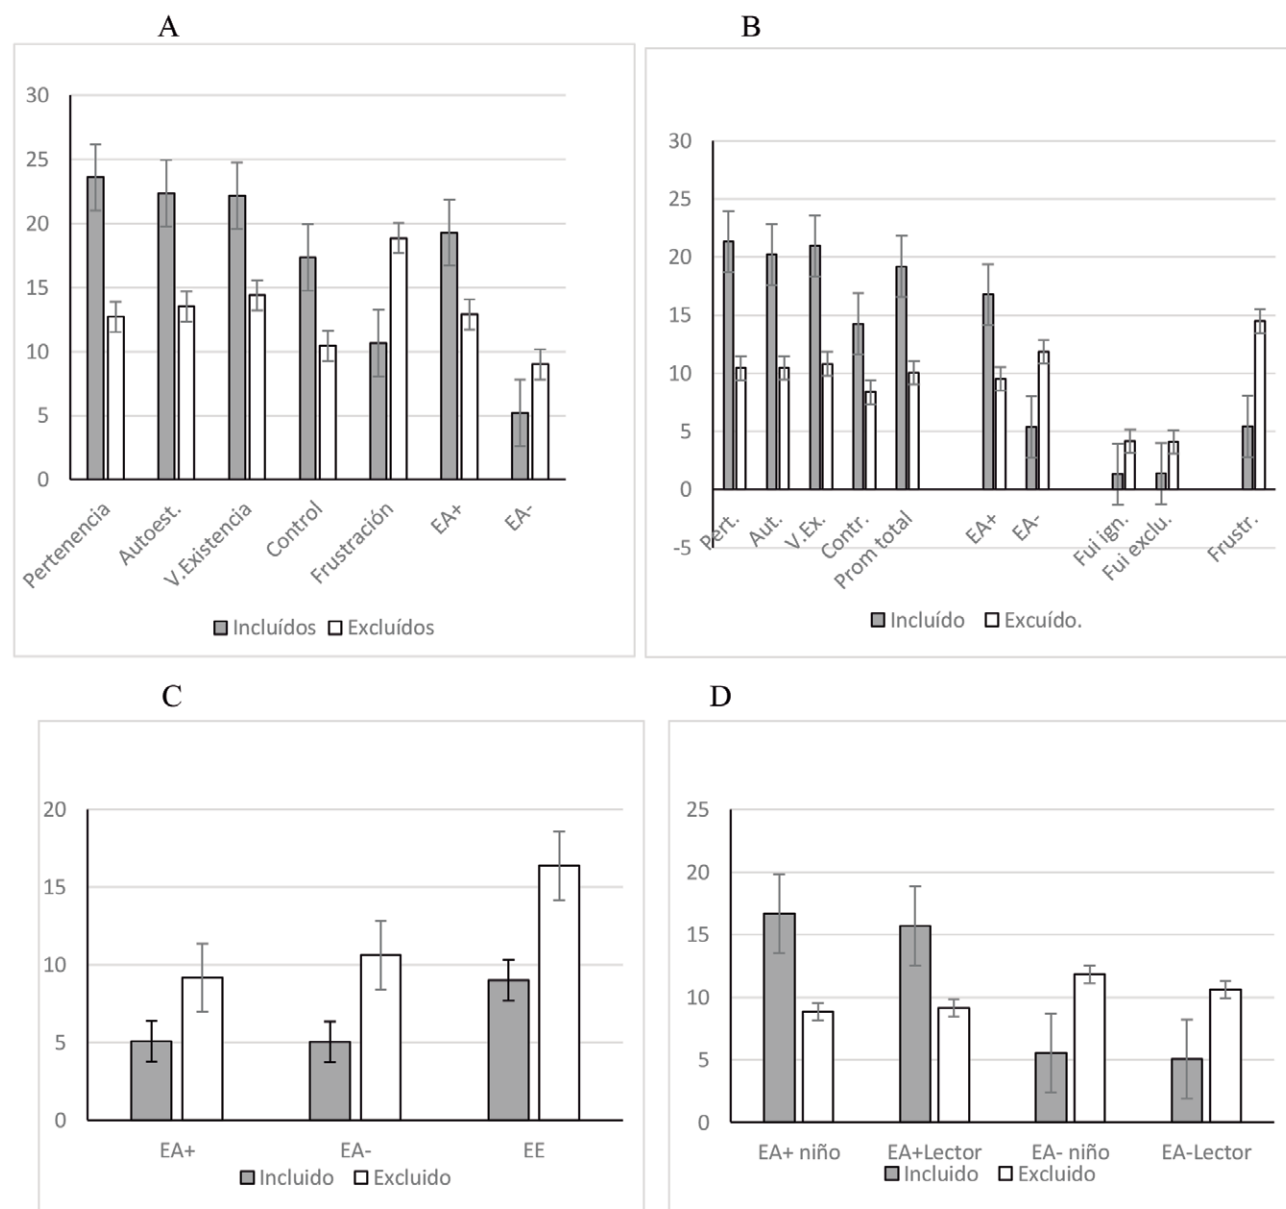 A
30
25
20
15
10
5
0
Pertenencia
Autoest.
V.Existencia
Control
Frustración
EA+
EA-
Incluídos Excluídos
B
30
25
20
15
10
5
0
-5
Pert.
Aut.
V.Ex.
Contr.
Prom total
EA+
EA-
Fui ign.
Fui exclu.
Frustr.
Incluído Excuído.
C
20
15
10
5
0
EA+ EA- EE
Incluido Excluido
D
25
20
15
10
5
0
EA+ niño EA+Lector EA- niño EA-Lector
Incluido Excluido